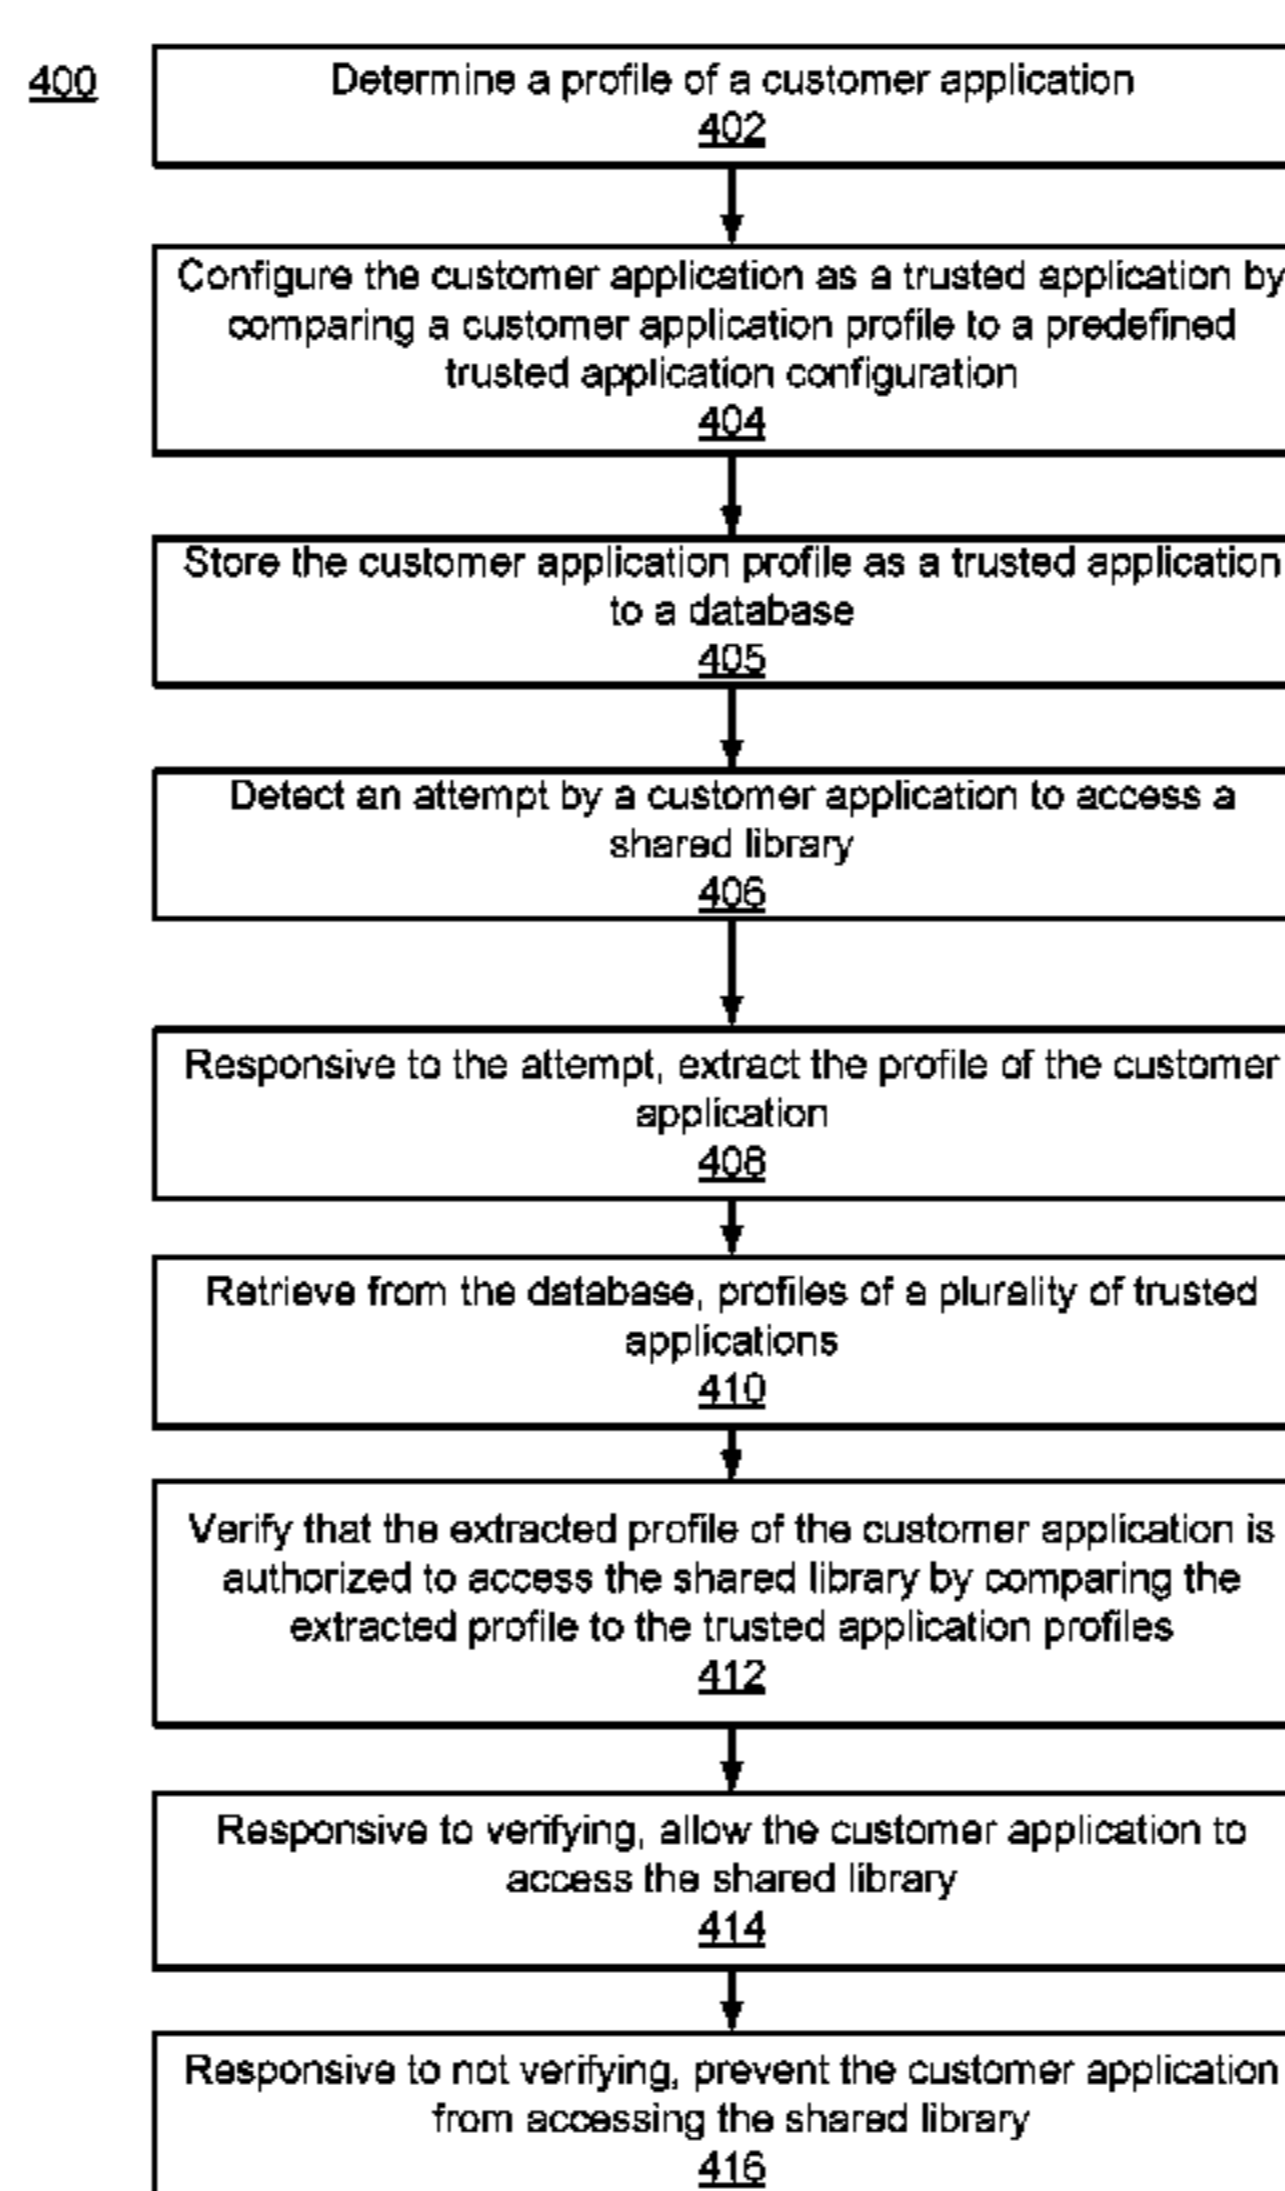 400
Determine a profile of a customer application
402
Configure the customer application as a trusted application by
comparing a customer application profile to a predefined
trusted application configuration
404
Store the customer application profile as a trusted application
to a database
405
Detect an attempt by a customer application to access a
shared library
406
Responsive to the attempt, extract the profile of the customer
application
408
Retrieve from the database, profiles of a plurality of trusted
applications
410
Verify that the extracted profile of the customer application is
authorized to access the shared library by comparing the
extracted profile to the trusted application profiles
412
Responsive to verifying, allow the customer application to
access the shared library
414
Responsive to not verifying, prevent the customer application
from accessing the shared library
416